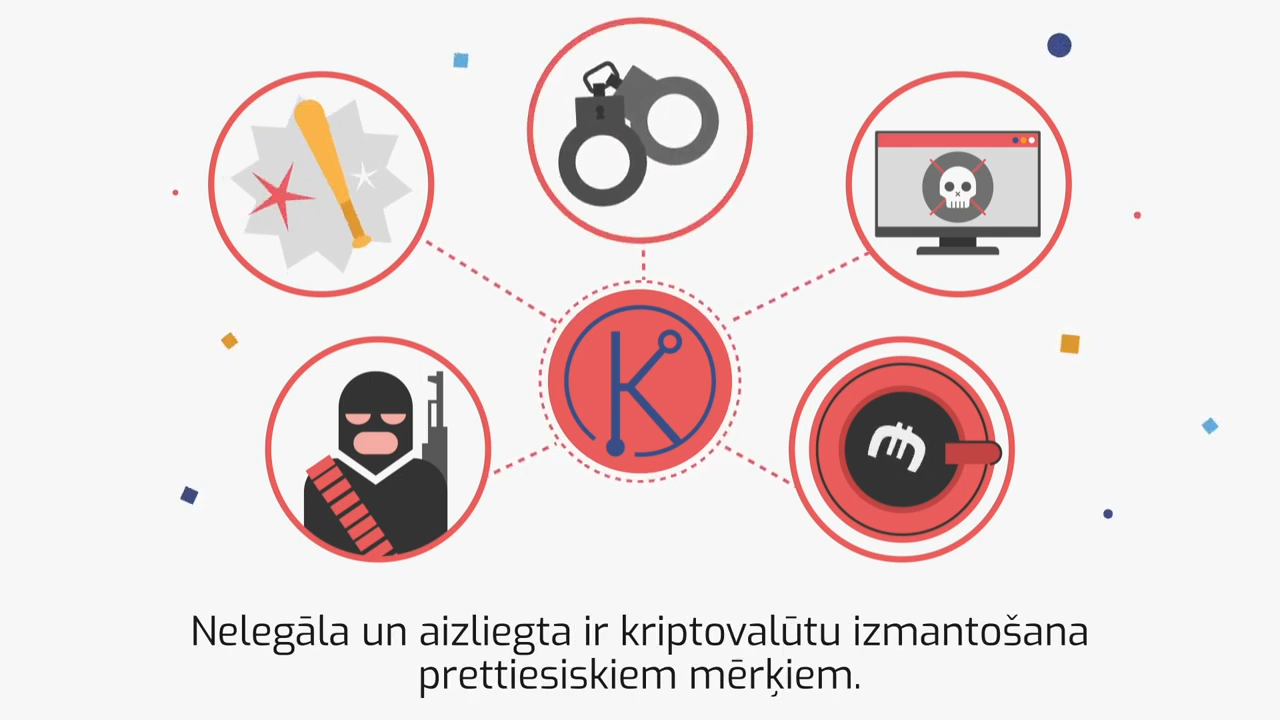 K
€
Nelegāla un aizliegta ir kriptovalūtu izmantošana
prettiesiskiem mērķiem.